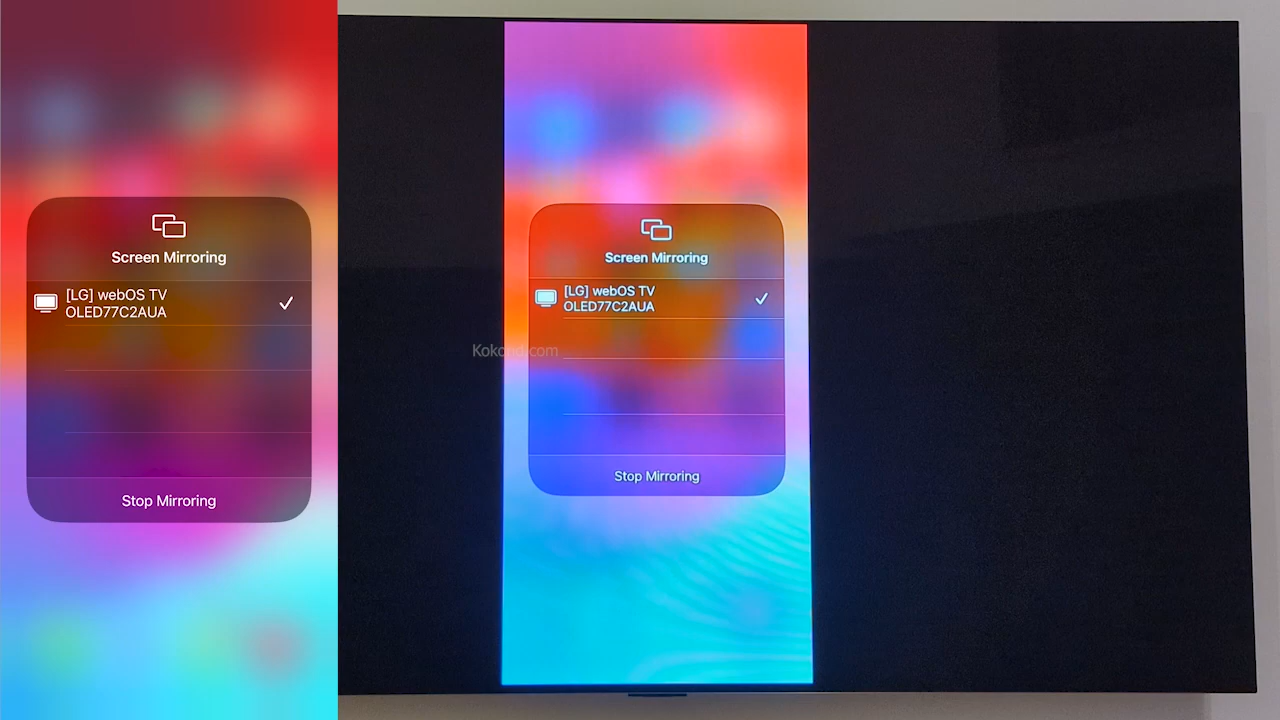 Screen Mirroring
[LG] webOS TV
OLED77C2AUA
Stop Mirroring
Screen Mirroring
[LG] webOS TV
OLED77C2AUA
Stop Mirroring